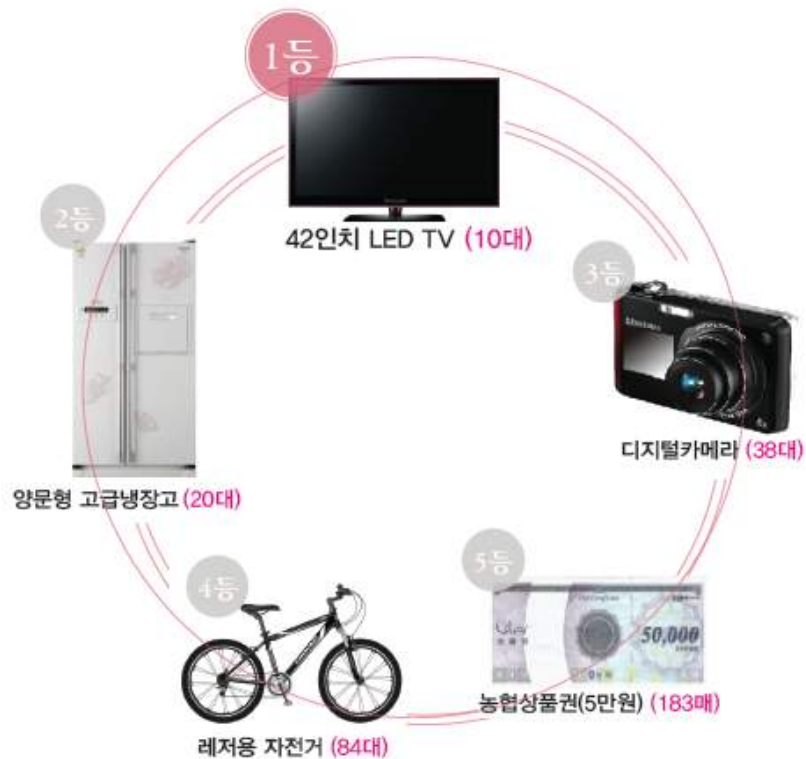 1등
42인치 LED TV (10대)
2등
양문형 고급냉장고 (20대)
3등
디지털카메라 (38대)
4등
레저용 자전거 (84대)
5등
50,000
농협상품권(5만원) (183매)